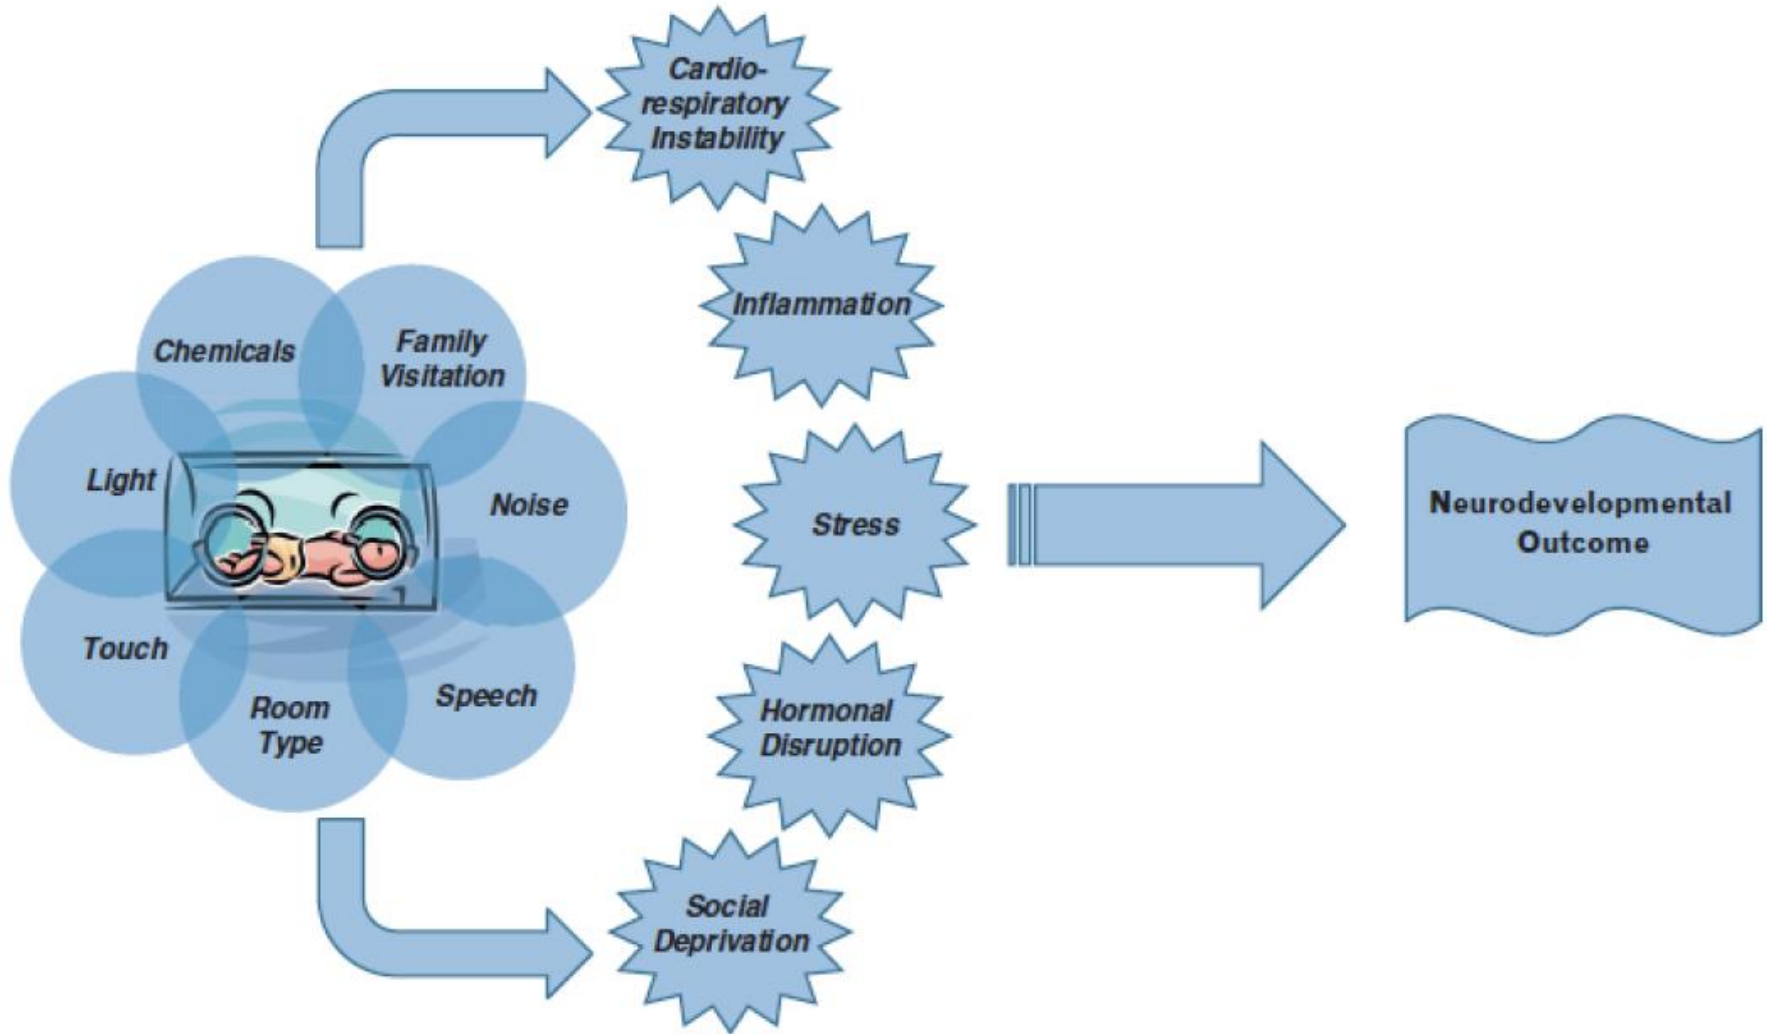 Cardio-
respiratory
Instability
Inflammation
Chemicals
Family
Visitation
Light
Noise
Stress
Neurodevelopmental
Outcome
Touch
Room
Type
Speech
Hormonal
Disruption
Social
Deprivation